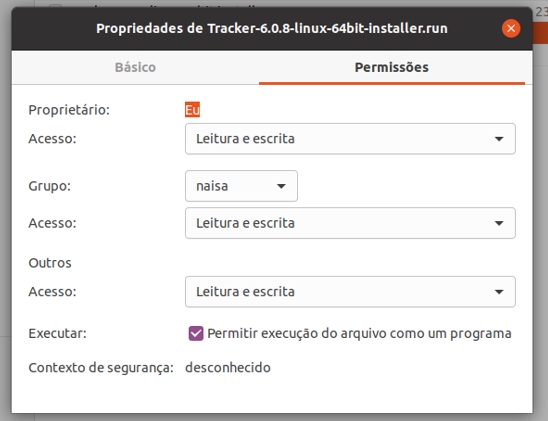 Propriedades de Tracker-6.0.8-linux-64bit-installer.run
Básico Permissões
Proprietário: Eu
Acesso: Leitura e escrita
Grupo: naisa
Acesso: Leitura e escrita
Outros
Acesso: Leitura e escrita
Executar: Permitir execução do arquivo como um programa
Contexto de segurança: desconhecido